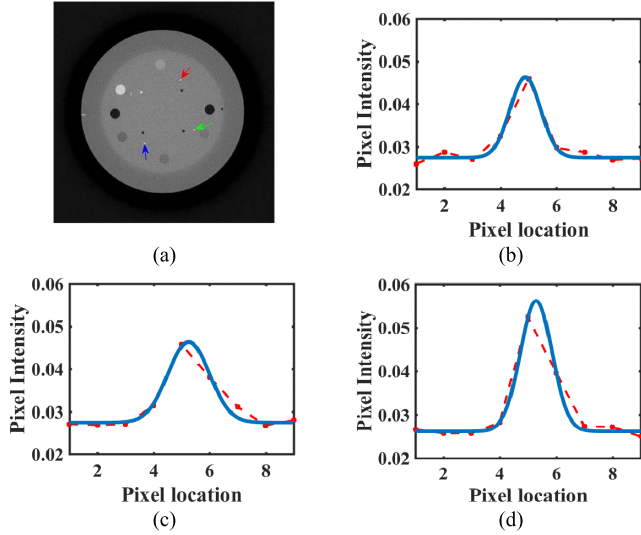 (a)
0.06
0.05
0.04
0.03
0.02
Pixel Intensity
2 4 6 8
Pixel location
(b)
0.06
0.05
0.04
0.03
0.02
Pixel Intensity
2 4 6 8
Pixel location
(c)
0.06
0.05
0.04
0.03
0.02
Pixel Intensity
2 4 6 8
Pixel location
(d)